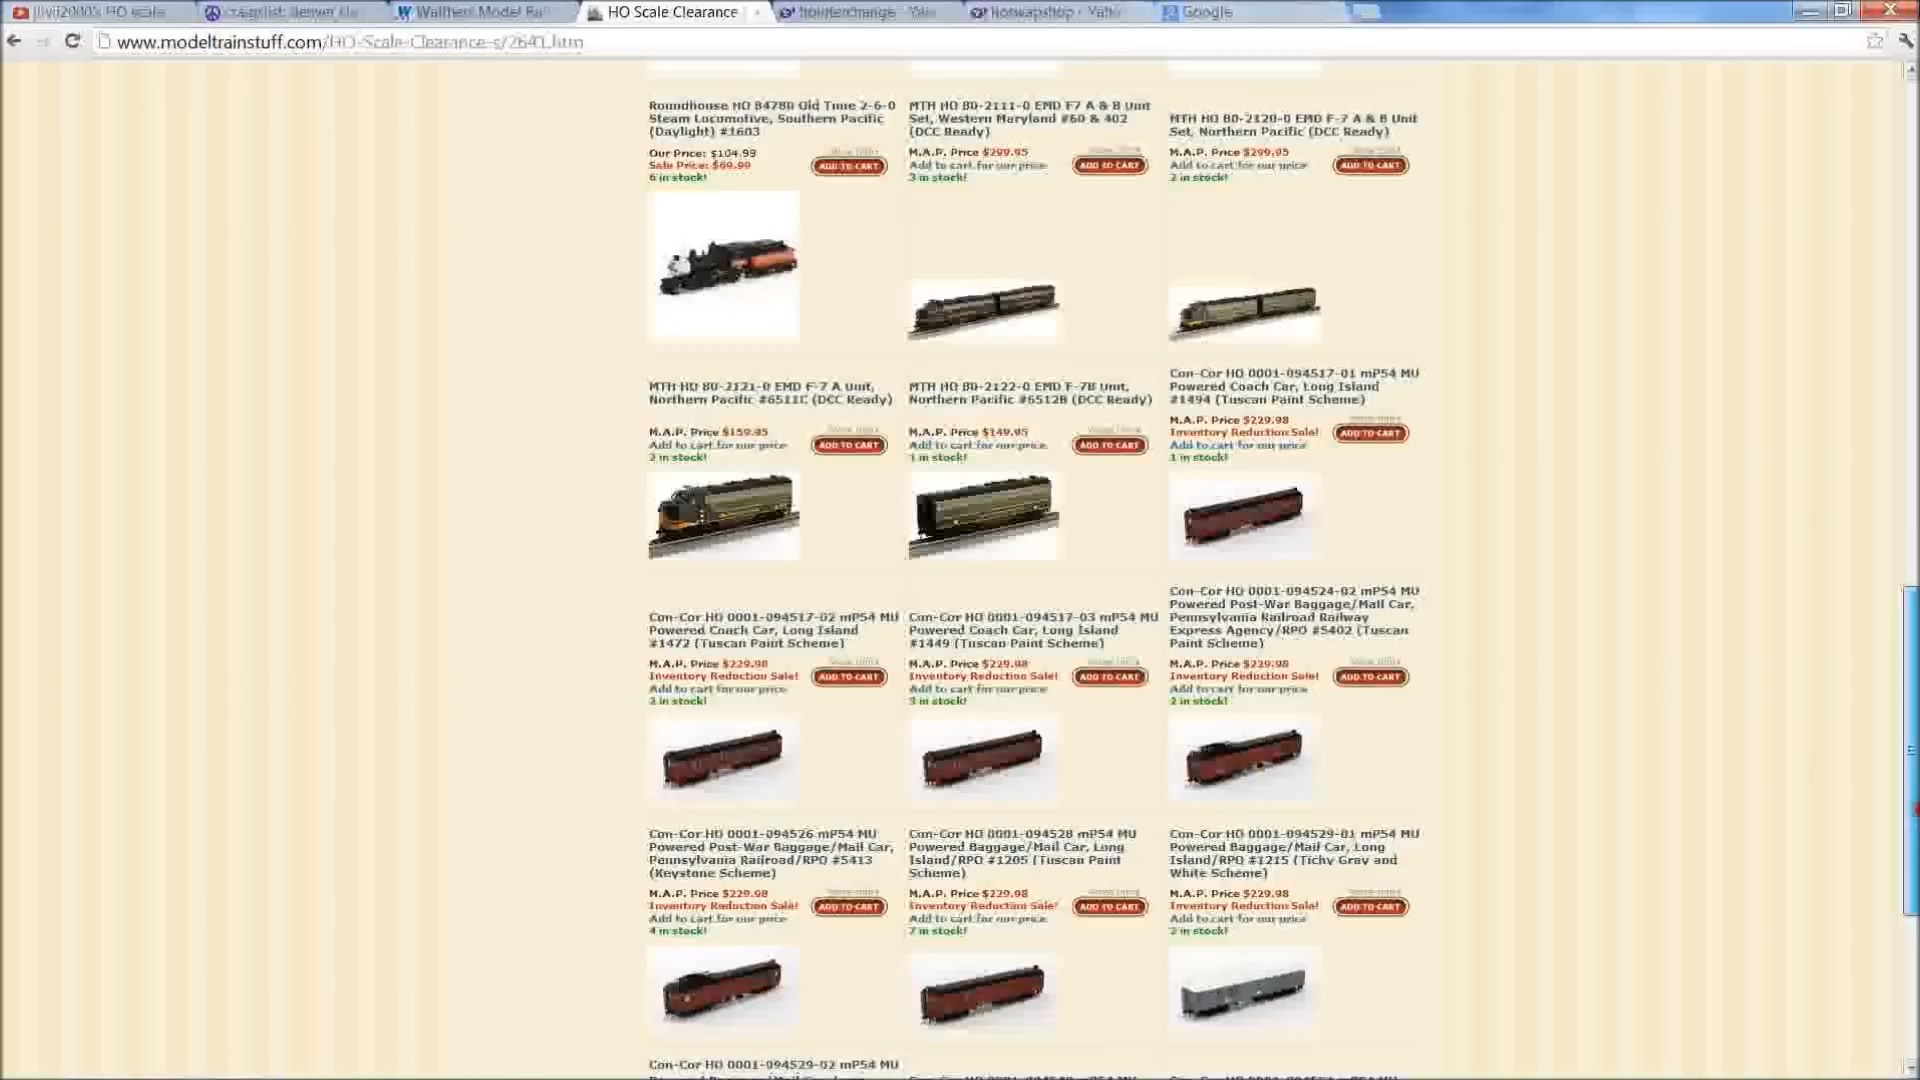 craigslist: denver
Walthers Model Rai
HO Scale Clearance
hointerchange - Yaho
hoswapshop - Yaho
Google
www.modeltrainstuff.com/HO-Scale-Clearance-s/2641.htm
Roundhouse HO 84780 Old Time 2-6-0
Steam Locomotive, Southern Pacific
(Daylight) #1603
Our Price: $104.99
Sale Price: $69.99
6 in stock!
ADD TO CART
MTH HO 80-2111-0 EMD F7 A & B Unit
Set, Western Maryland #60 & 402
(DCC Ready)
M.A.P. Price $299.95
Add to cart for our price
3 in stock!
ADD TO CART
MTH HO 80-2120-0 EMD F-7 A & B Unit
Set, Northern Pacific (DCC Ready)
M.A.P. Price $299.95
Add to cart for our price
2 in stock!
ADD TO CART
MTH HO 80-2121-0 EMD F-7 A Unit,
Northern Pacific #6511C (DCC Ready)
M.A.P. Price $159.95
Add to cart for our price
2 in stock!
ADD TO CART
MTH HO 80-2122-0 EMD F-7B Unit,
Northern Pacific #6512B (DCC Ready)
M.A.P. Price $149.95
Add to cart for our price
1 in stock!
ADD TO CART
Con-Cor HO 0001-094517-01 mP54 MU
Powered Coach Car, Long Island
#1494 (Tuscan Paint Scheme)
M.A.P. Price $229.98
Inventory Reduction Sale!
Add to cart for our price
1 in stock!
ADD TO CART
Con-Cor HO 0001-094517-02 mP54 MU
Powered Coach Car, Long Island
#1472 (Tuscan Paint Scheme)
M.A.P. Price $229.98
Inventory Reduction Sale!
Add to cart for our price
2 in stock!
ADD TO CART
Con-Cor HO 0001-094517-03 mP54 MU
Powered Coach Car, Long Island
#1449 (Tuscan Paint Scheme)
M.A.P. Price $229.98
Inventory Reduction Sale!
Add to cart for our price
3 in stock!
ADD TO CART
Con-Cor HO 0001-094524-02 mP54 MU
Powered Post-War Baggage/Mail Car,
Pennsylvania Railroad Railway
Express Agency/RPO #5402 (Tuscan
Paint Scheme)
M.A.P. Price $229.98
Inventory Reduction Sale!
Add to cart for our price
2 in stock!
ADD TO CART
Con-Cor HO 0001-094526 mP54 MU
Powered Post-War Baggage/Mail Car,
Pennsylvania Railroad/RPO #5413
(Keystone Scheme)
M.A.P. Price $229.98
Inventory Reduction Sale!
Add to cart for our price
4 in stock!
ADD TO CART
Con-Cor HO 0001-094528 mP54 MU
Powered Baggage/Mail Car, Long
Island/RPO #1205 (Tuscan Paint
Scheme)
M.A.P. Price $229.98
Inventory Reduction Sale!
Add to cart for our price
7 in stock!
ADD TO CART
Con-Cor HO 0001-094529-01 mP54 MU
Powered Baggage/Mail Car, Long
Island/RPO #1215 (Tichy Gray and
White Scheme)
M.A.P. Price $229.98
Inventory Reduction Sale!
Add to cart for our price
2 in stock!
ADD TO CART
Con-Cor HO 0001-094529-02 mP54 MU